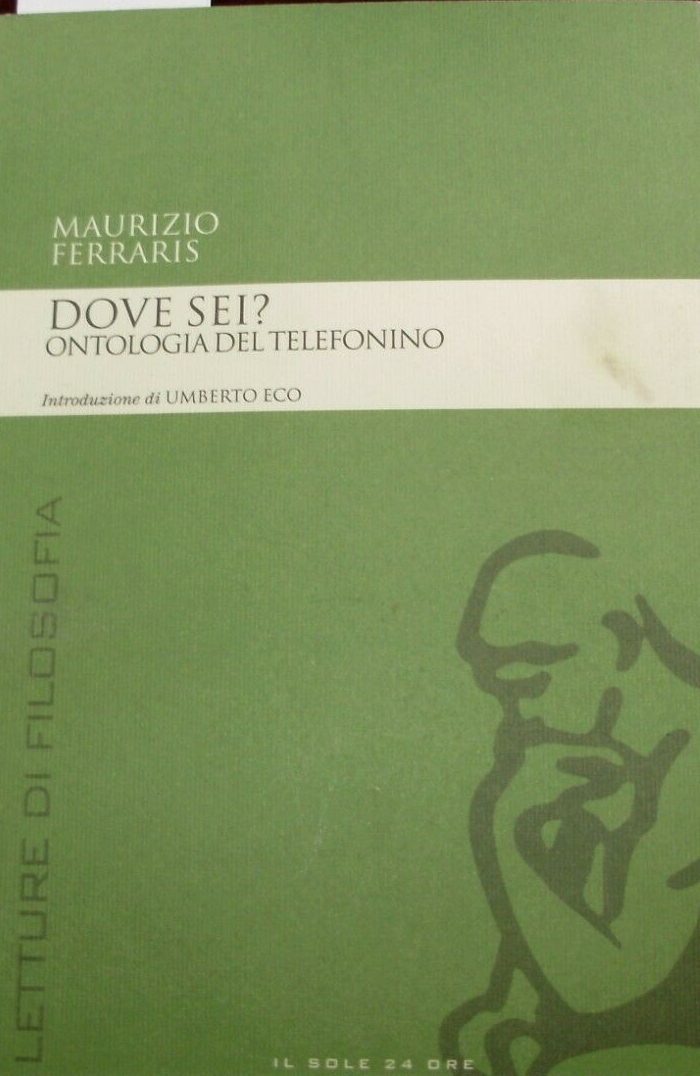 MAURIZIO
FERRARIS
DOVE SEI?
ONTOLOGIA DEL TELEFONINO
Introduzione di UMBERTO ECO
LETTURE DI FILOSOFIA
IL SOLE 24 ORE